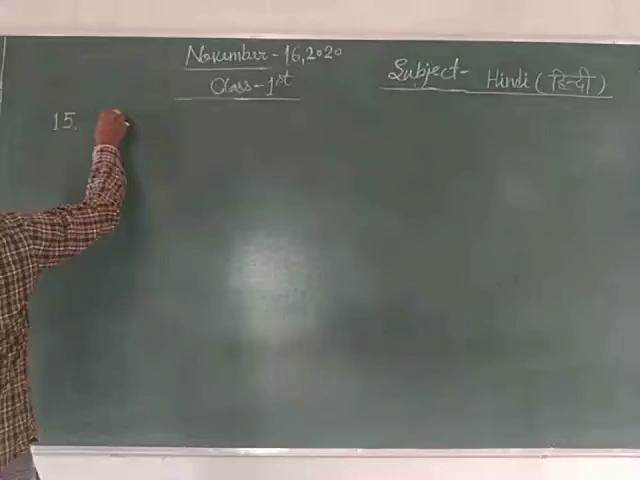 November - 16, 2020
Class - 1st
Subject - Hindi (हिन्दी)
15.